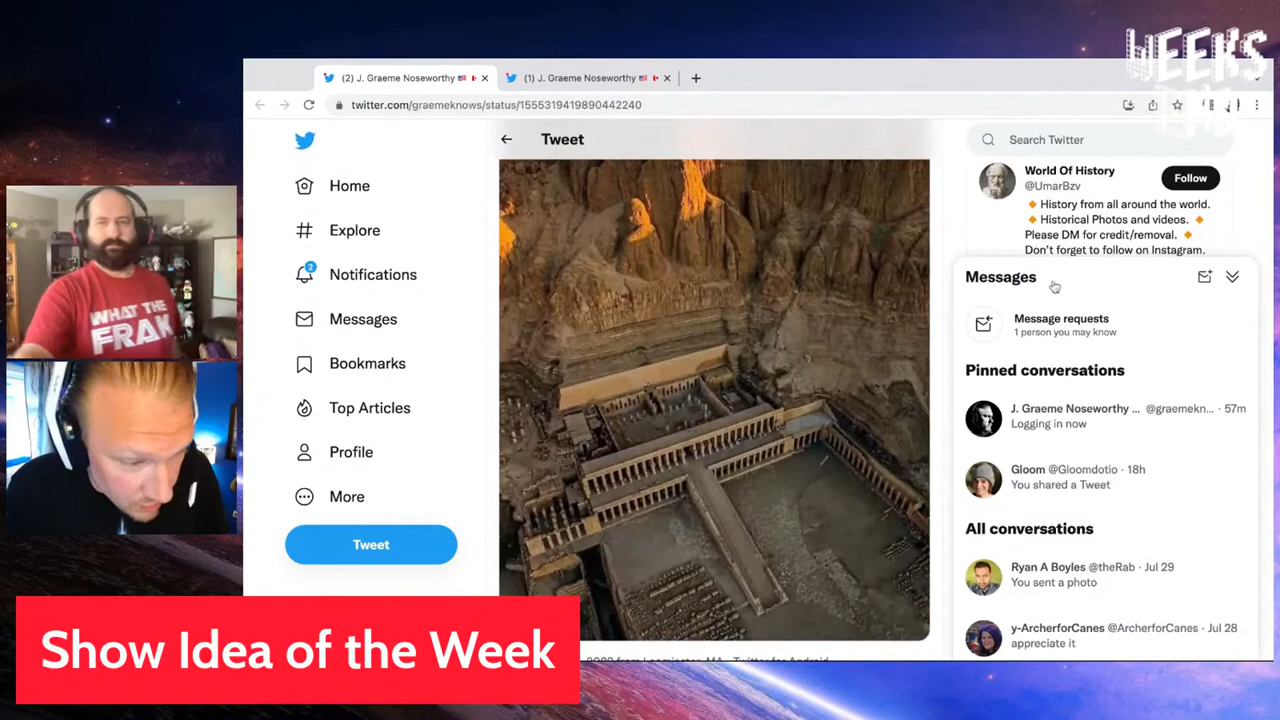 WEEKS
(2) J. Graeme Noseworthy
(1) J. Graeme Noseworthy
twitter.com/graemeknows/status/1555319419890442240
Home
Explore
2
Notifications
Messages
Bookmarks
Top Articles
Profile
More
Tweet
Tweet
Search Twitter
World Of History
@UmarBzv
Follow
History from all around the world.
Historical Photos and videos.
Please DM for credit/removal.
Don't forget to follow on Instagram.
Messages
Message requests
1 person you may know
Pinned conversations
J. Graeme Noseworthy ... @graemekn... · 57m
Logging in now
Gloom @Gloomdotio · 18h
You shared a Tweet
All conversations
Ryan A Boyles @theRab · Jul 29
You sent a photo
y-ArcherforCanes @ArcherforCanes · Jul 28
appreciate it
WHAT THE
FRAK
Show Idea of the Week